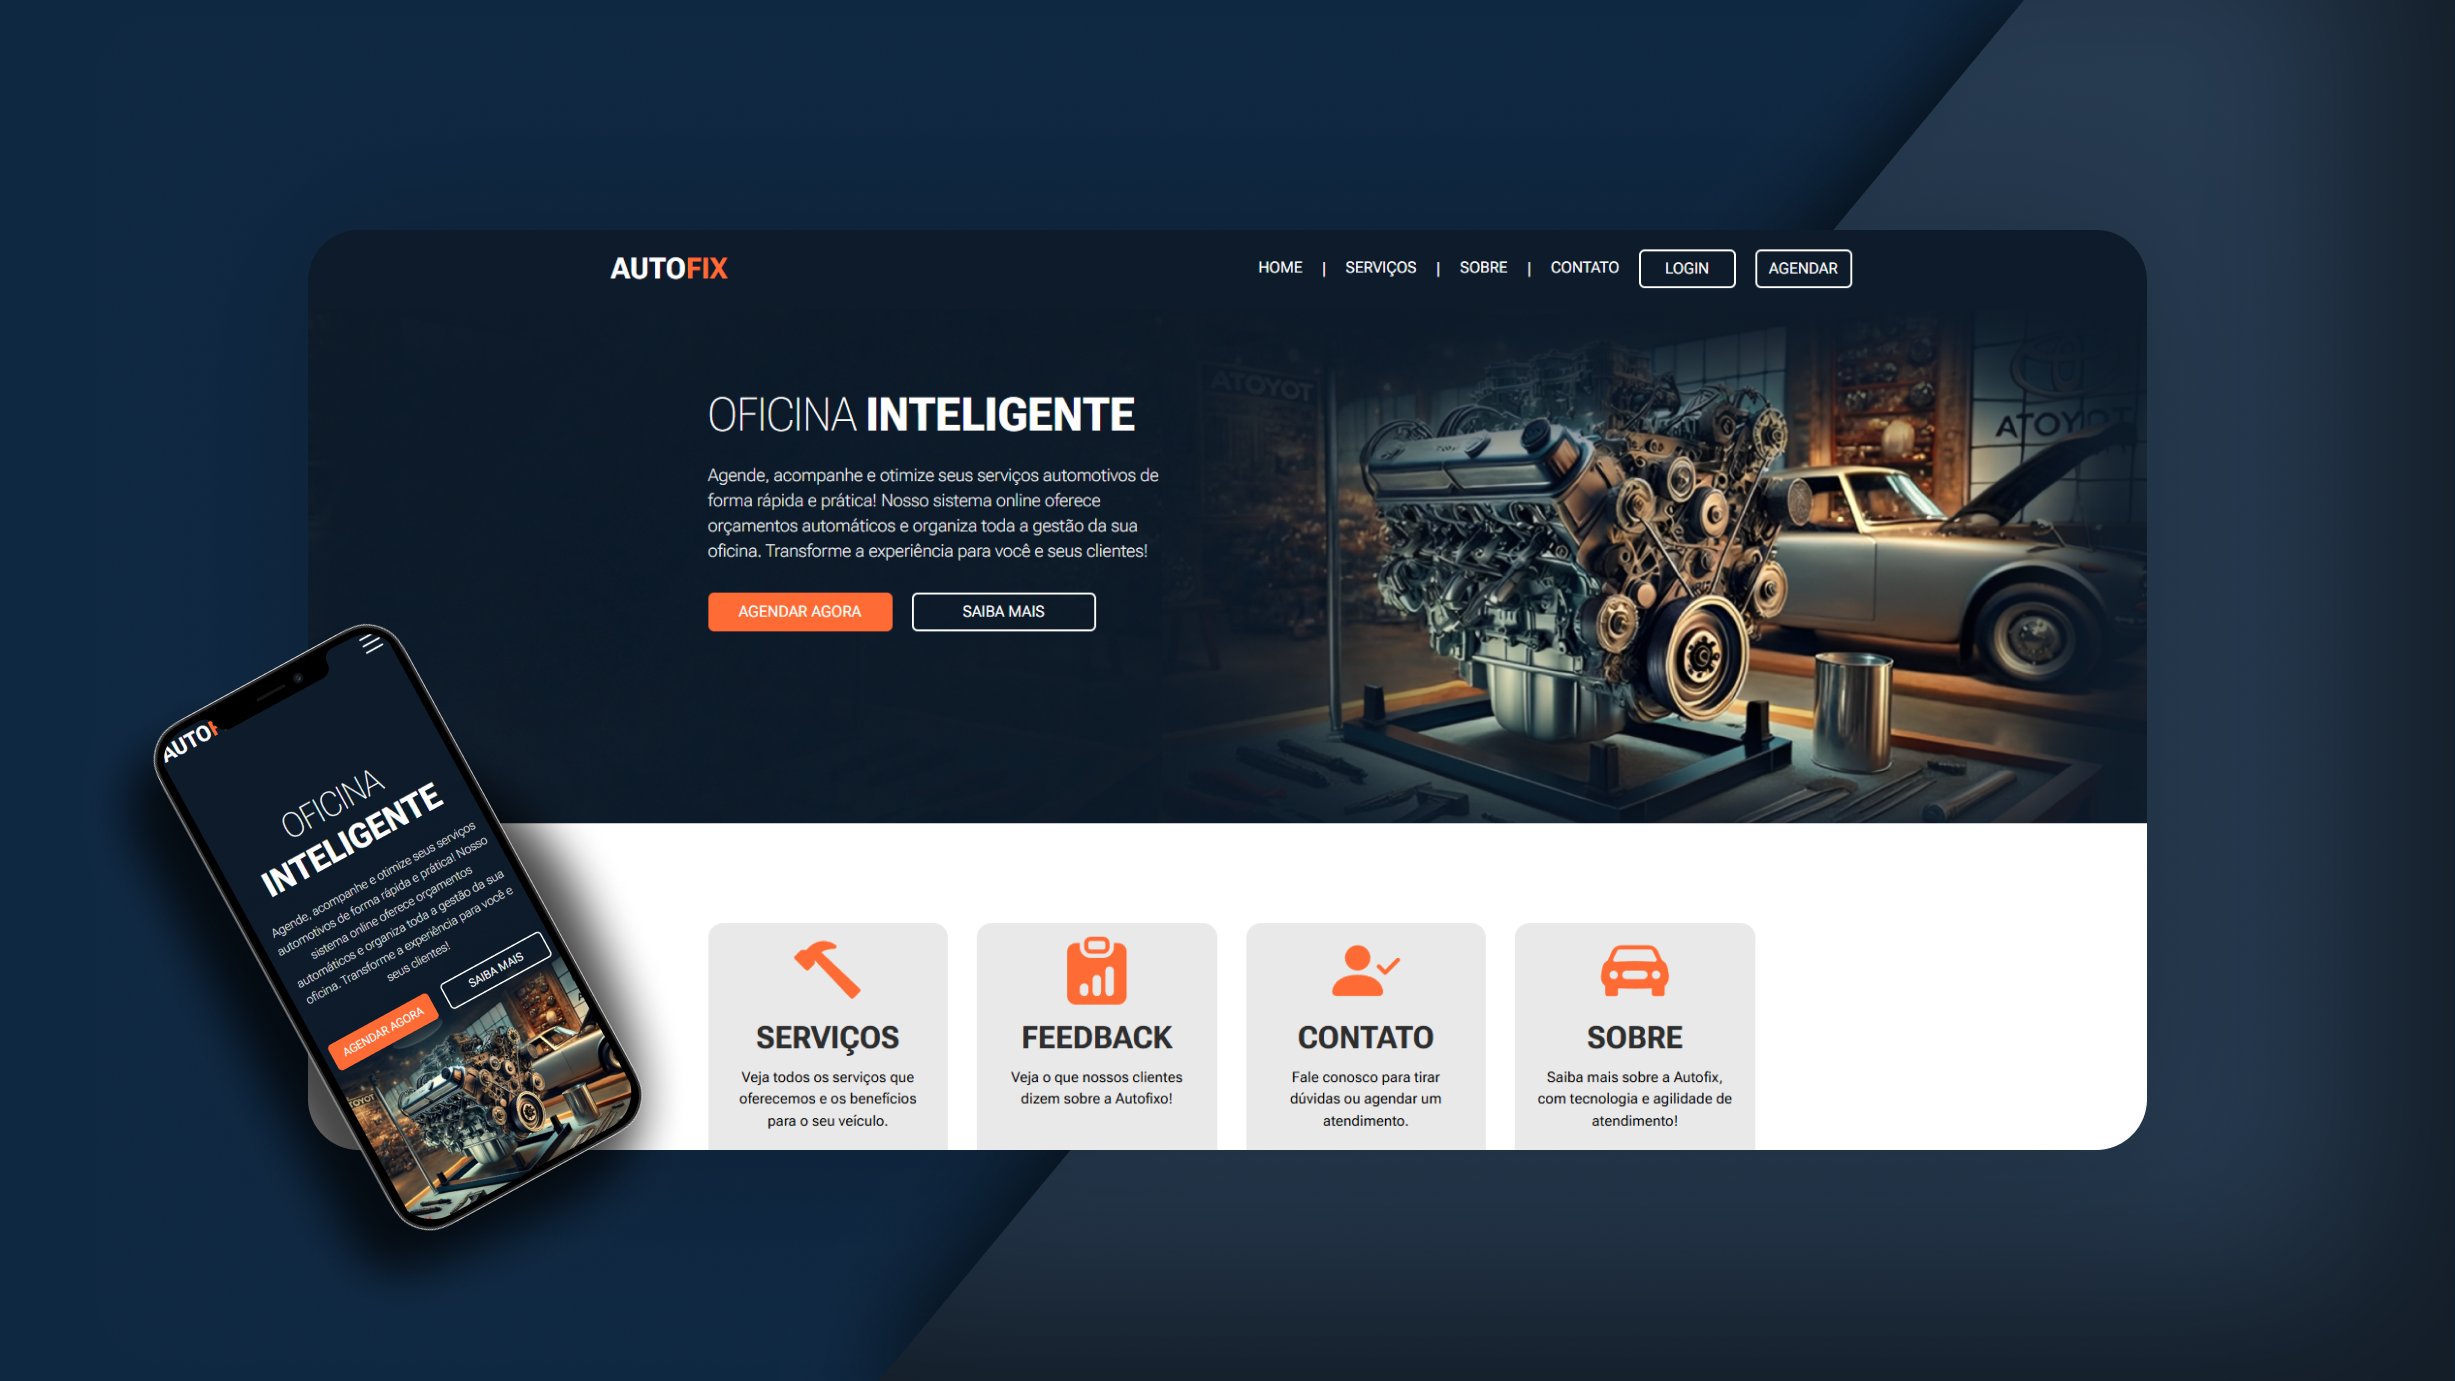 AUTOFIX
HOME | SERVIÇOS | SOBRE | CONTATO LOGIN AGENDAR
ATOYOT
ATOYOT
OFICINA INTELIGENTE
Agende, acompanhe e otimize seus serviços automotivos de
forma rápida e prática! Nosso sistema online oferece
orçamentos automáticos e organiza toda a gestão da sua
oficina. Transforme a experiência para você e seus clientes!
AGENDAR AGORA SAIBA MAIS
SERVIÇOS
Veja todos os serviços que
oferecemos e os benefícios
para o seu veículo.
FEEDBACK
Veja o que nossos clientes
dizem sobre a Autofixo!
CONTATO
Fale conosco para tirar
dúvidas ou agendar um
atendimento.
SOBRE
Saiba mais sobre a Autofix,
com tecnologia e agilidade de
atendimento!
AUTOF
OFICINA
INTELIGENTE
Agende, acompanhe e otimize seus serviços
automotivos de forma rápida e prática! Nosso
sistema online oferece orçamentos
automáticos e organiza toda a gestão da sua
oficina. Transforme a experiência para você e
seus clientes!
AGENDAR AGORA SAIBA MAIS
TOYOT